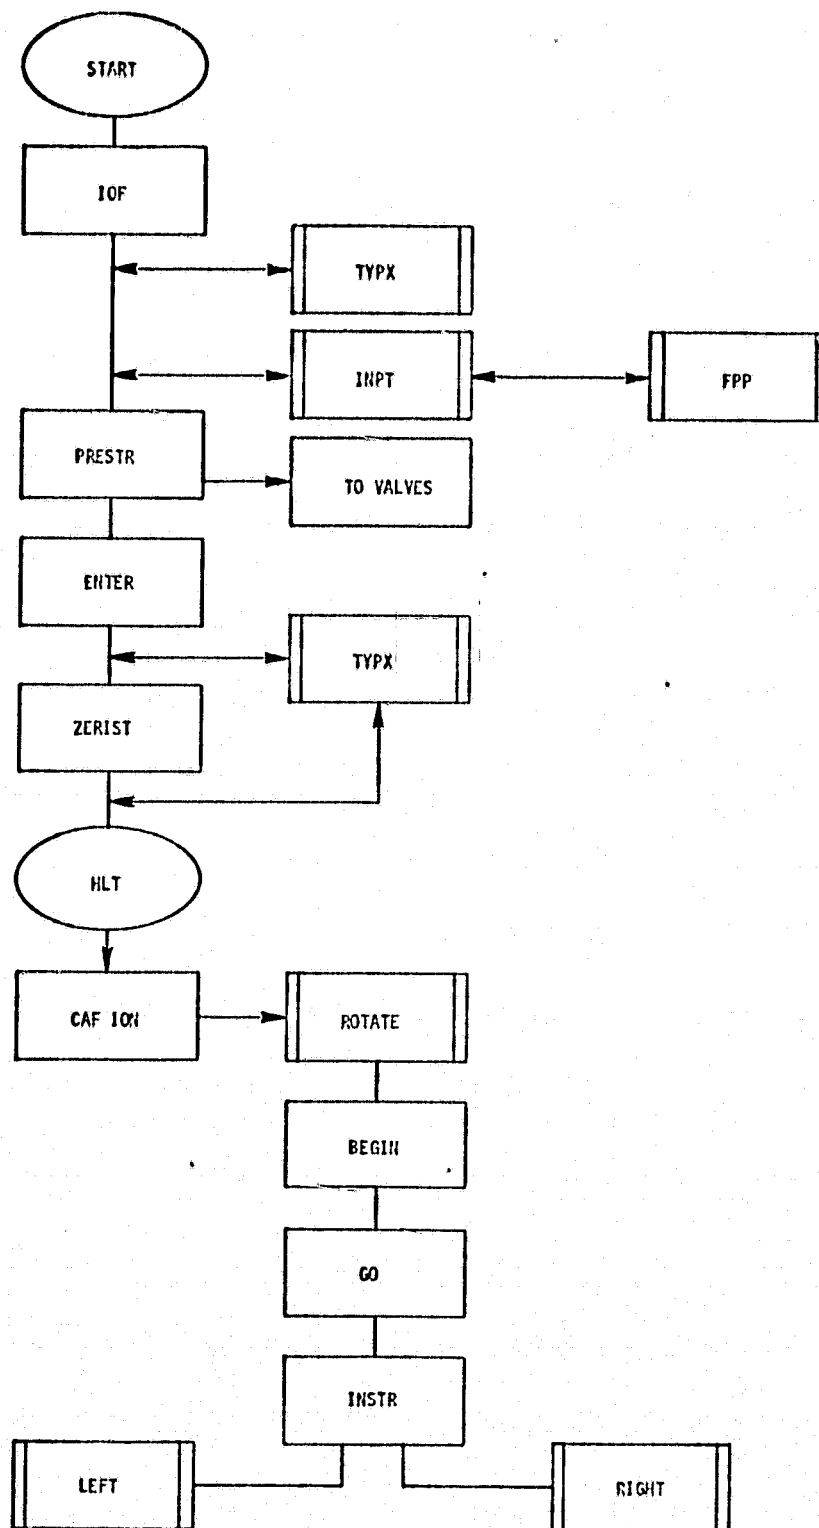 START
IOF
TYPX
INPT
FPP
PRESTR
TO VALVES
ENTER
TYPX
ZERIST
HLT
CAF ION
ROTATE
BEGIN
GO
INSTR
LEFT
RIGHT